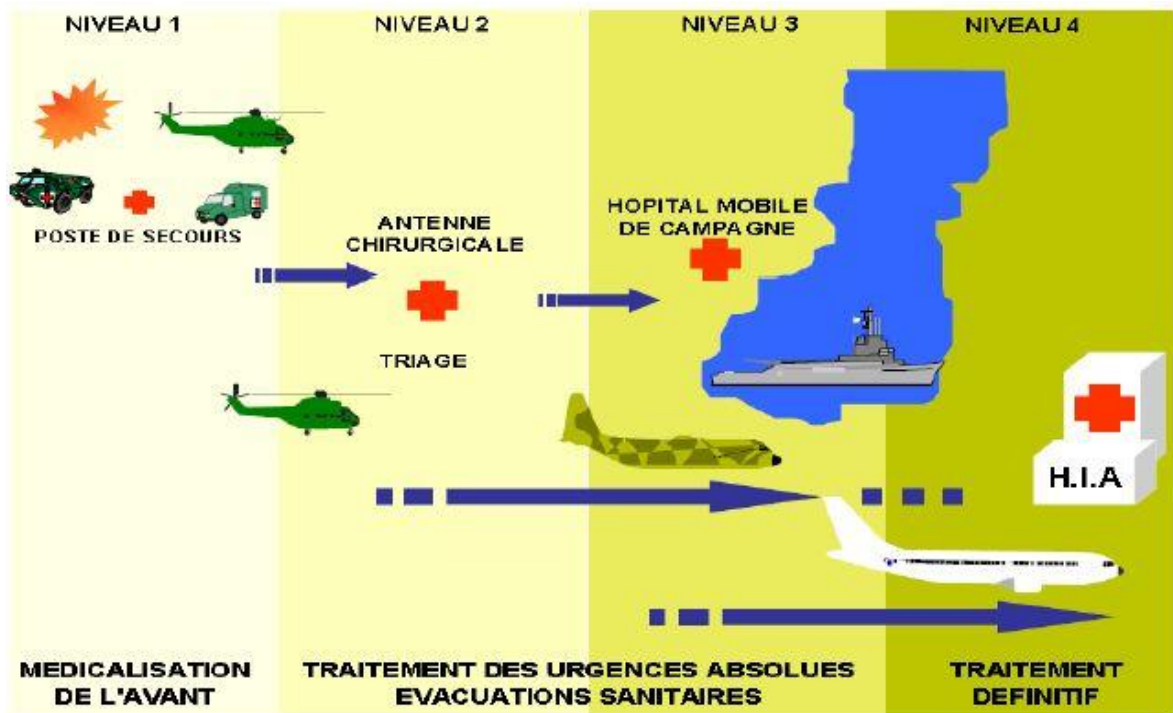 NIVEAU 1
NIVEAU 2
NIVEAU 3
NIVEAU 4
POSTE DE SECOURS
ANTENNE
CHIRURGICALE
TRIAGE
HOPITAL MOBILE
DE CAMPAGNE
H.I.A
MEDICALISATION
DE L'AVANT
TRAITEMENT DES URGENCES ABSOLUES
EVACUATIONS SANITAIRES
TRAITEMENT
DEFINITIF